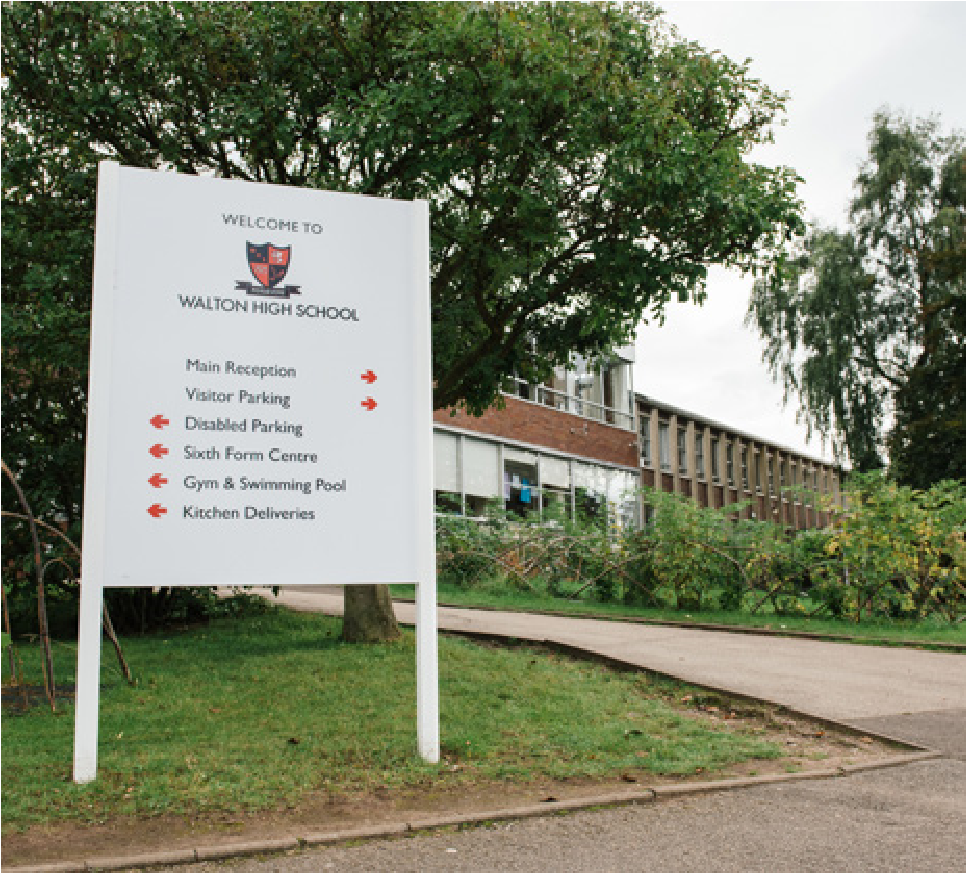 WELCOME TO
WALTON HIGH SCHOOL
Main Reception
Visitor Parking
Disabled Parking
Sixth Form Centre
Gym & Swimming Pool
Kitchen Deliveries